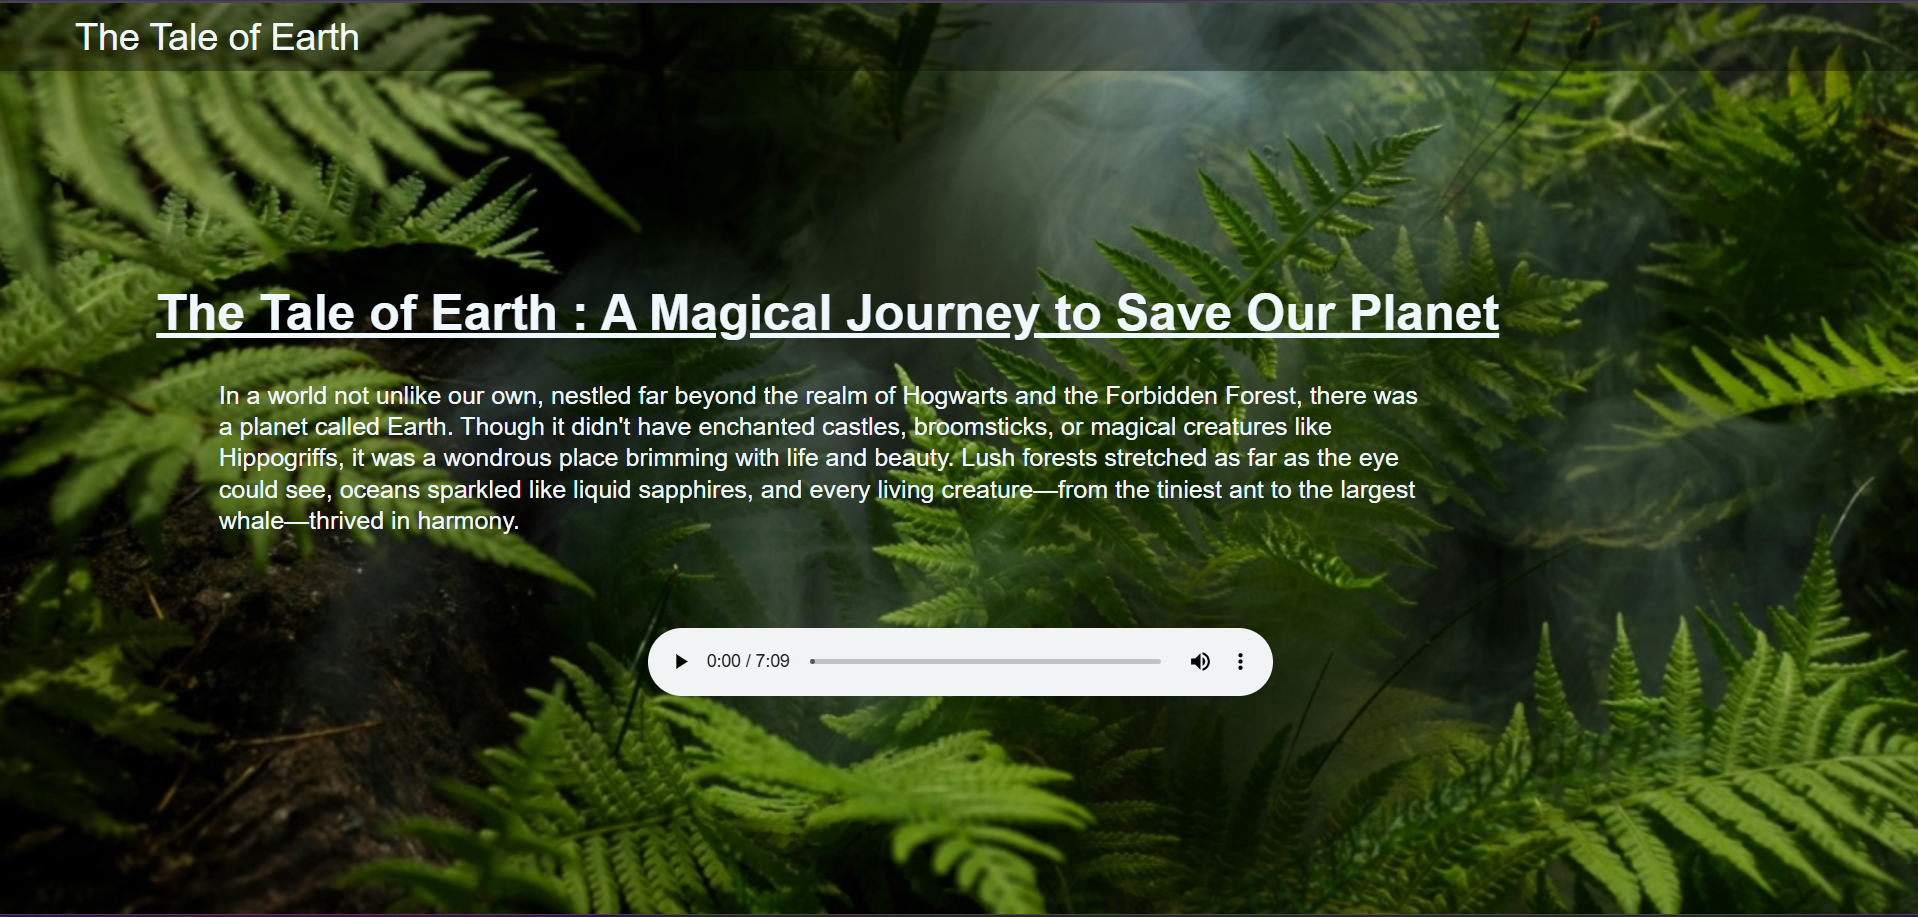 The Tale of Earth
The Tale of Earth : A Magical Journey to Save Our Planet
In a world not unlike our own, nestled far beyond the realm of Hogwarts and the Forbidden Forest, there was
a planet called Earth. Though it didn't have enchanted castles, broomsticks, or magical creatures like
Hippogriffs, it was a wondrous place brimming with life and beauty. Lush forests stretched as far as the eye
could see, oceans sparkled like liquid sapphires, and every living creature—from the tiniest ant to the largest
whale—thrived in harmony.
0:00 / 7:09